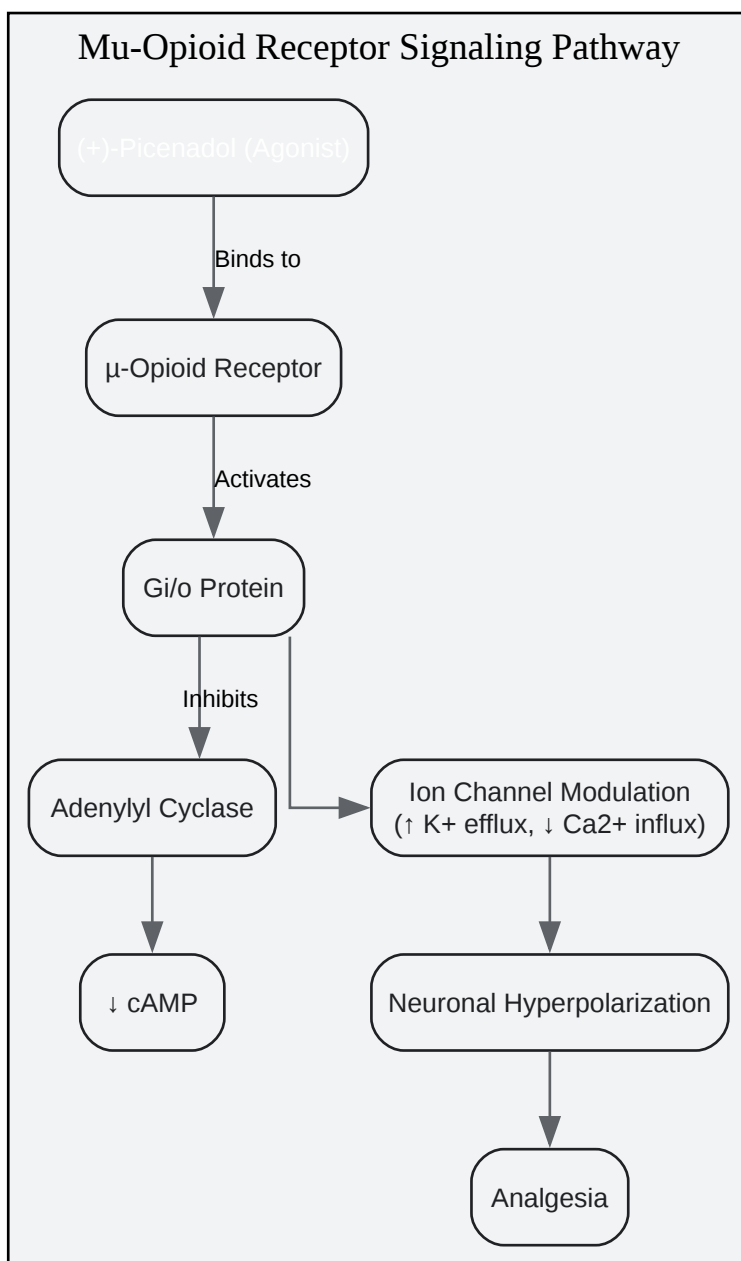 Mu-Opioid Receptor Signaling Pathway
(+)-Picenadol (Agonist)
Binds to
µ-Opioid Receptor
Activates
Gi/o Protein
Inhibits
Adenylyl Cyclase
Ion Channel Modulation
(↑ K+ efflux, ↓ Ca2+ influx)
↓ cAMP
Neuronal Hyperpolarization
Analgesia